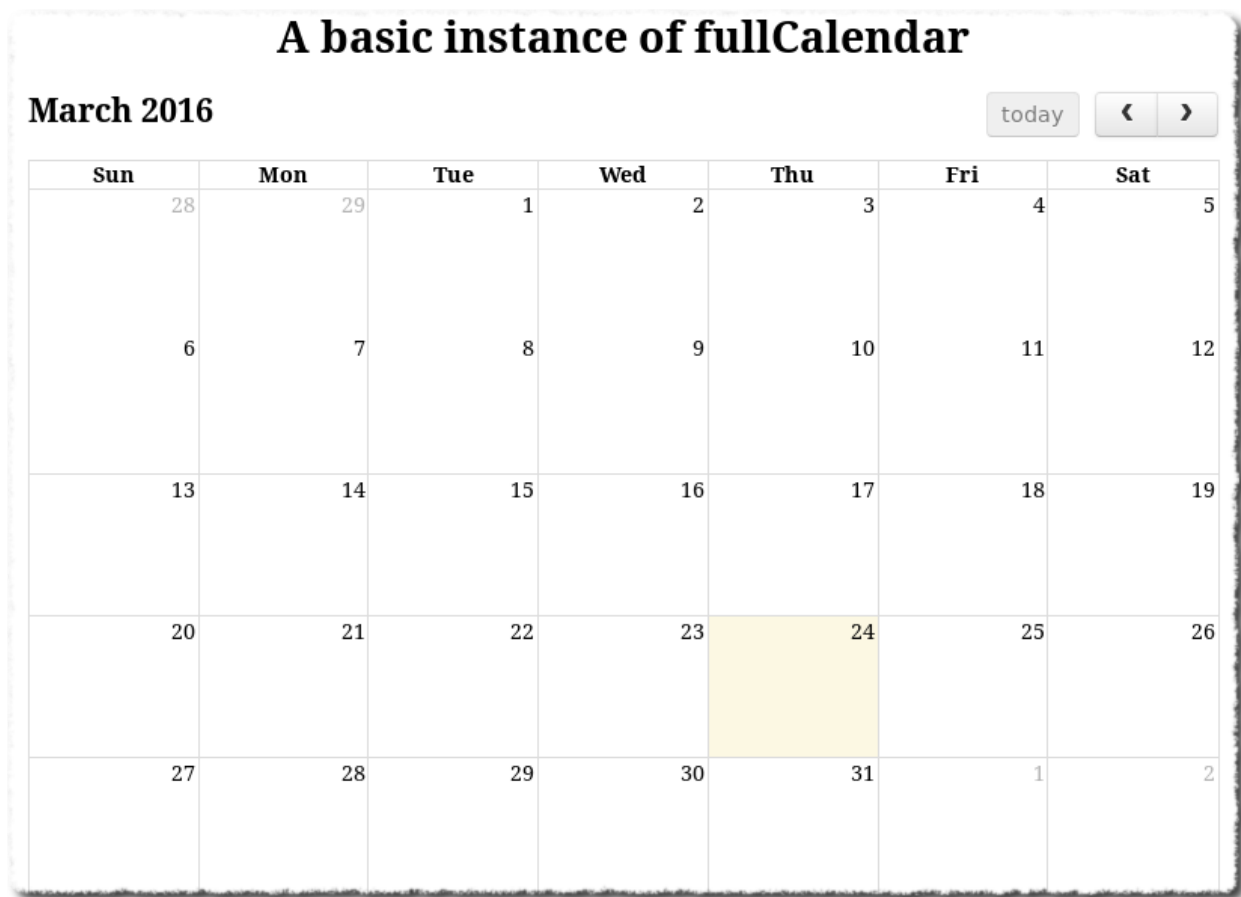 A basic instance of fullCalendar
March 2016
today ‹ ›
Sun Mon Tue Wed Thu Fri Sat
28 29 1 2 3 4 5
6 7 8 9 10 11 12
13 14 15 16 17 18 19
20 21 22 23 24 25 26
27 28 29 30 31 1 2